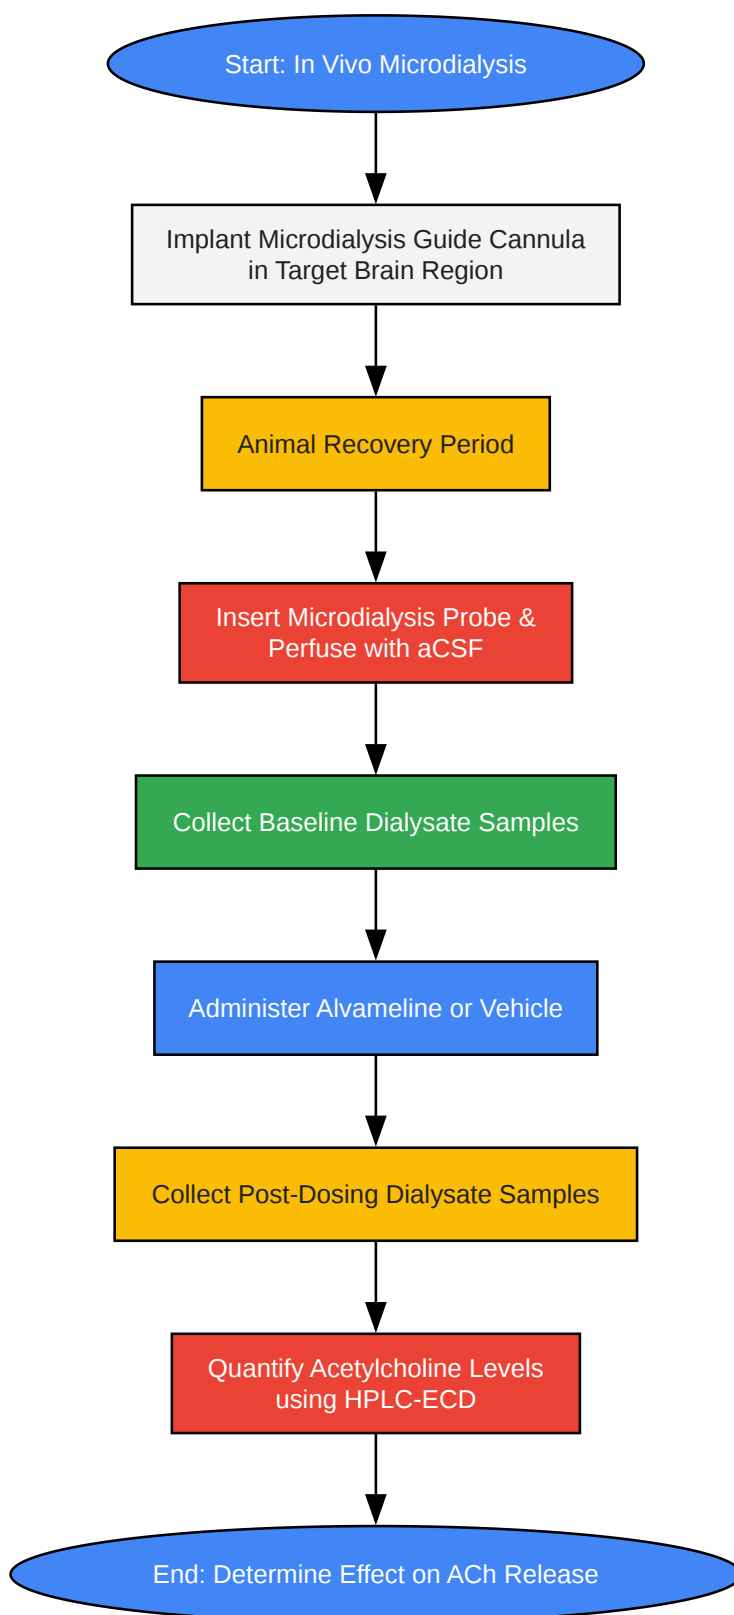 Start: In Vivo Microdialysis
Implant Microdialysis Guide Cannula
in Target Brain Region
Animal Recovery Period
Insert Microdialysis Probe &
Perfuse with aCSF
Collect Baseline Dialysate Samples
Administer Alvameline or Vehicle
Collect Post-Dosing Dialysate Samples
Quantify Acetylcholine Levels
using HPLC-ECD
End: Determine Effect on ACh Release